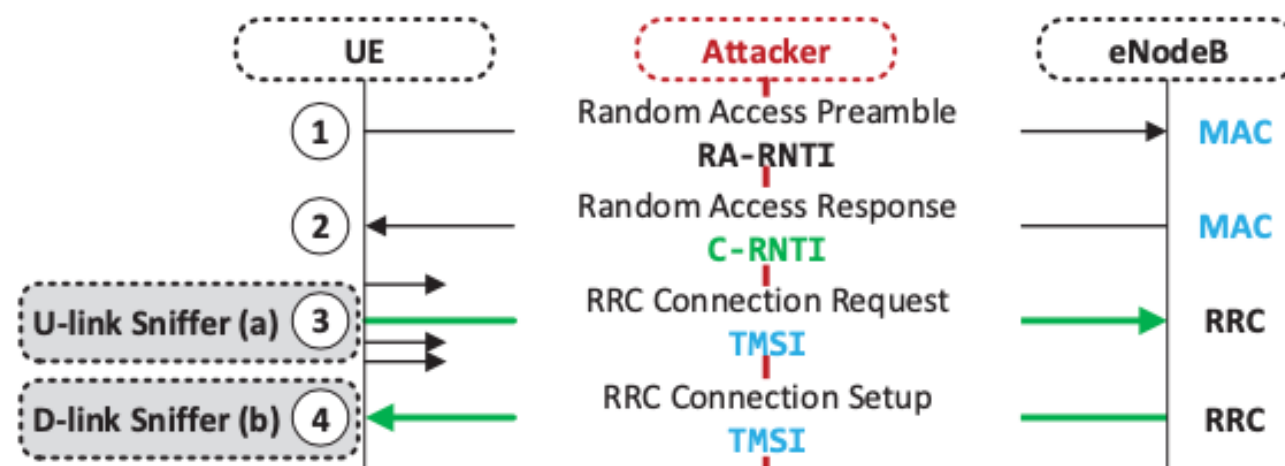 UE Attacker eNodeB
1 Random Access Preamble MAC
RA-RNTI
2 Random Access Response MAC
C-RNTI
U-link Sniffer (a) 3 RRC Connection Request RRC
TMSI
D-link Sniffer (b) 4 RRC Connection Setup RRC
TMSI